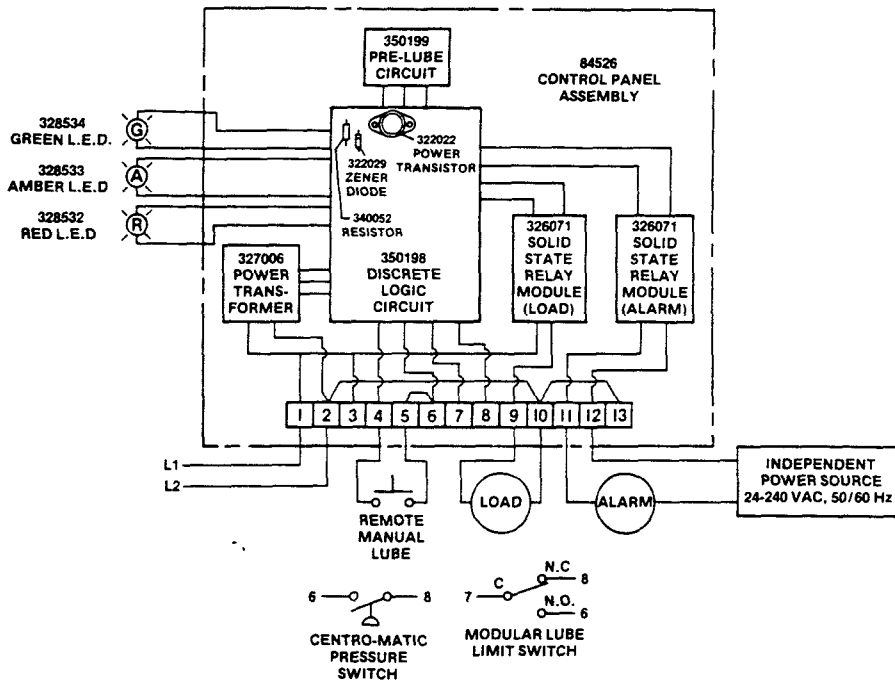 350199
PRE-LUBE
CIRCUIT
84526
CONTROL PANEL
ASSEMBLY
328534
GREEN L.E.D.
G
328533
AMBER L.E.D
A
328532
RED L.E.D
R
322022
POWER
TRANSISTOR
322029
ZENER
DIODE
340052
RESISTOR
327006
POWER
TRANS-
FORMER
350198
DISCRETE
LOGIC
CIRCUIT
326071
SOLID
STATE
RELAY
MODULE
(LOAD)
326071
SOLID
STATE
RELAY
MODULE
(ALARM)
1 2 3 4 5 6 7 8 9 10 11 12 13
L1
L2
REMOTE
MANUAL
LUBE
LOAD
ALARM
INDEPENDENT
POWER SOURCE
24-240 VAC, 50/60 Hz
6 8
CENTRO-MATIC
PRESSURE
SWITCH
7 C N.C 8
N.O. 6
MODULAR LUBE
LIMIT SWITCH